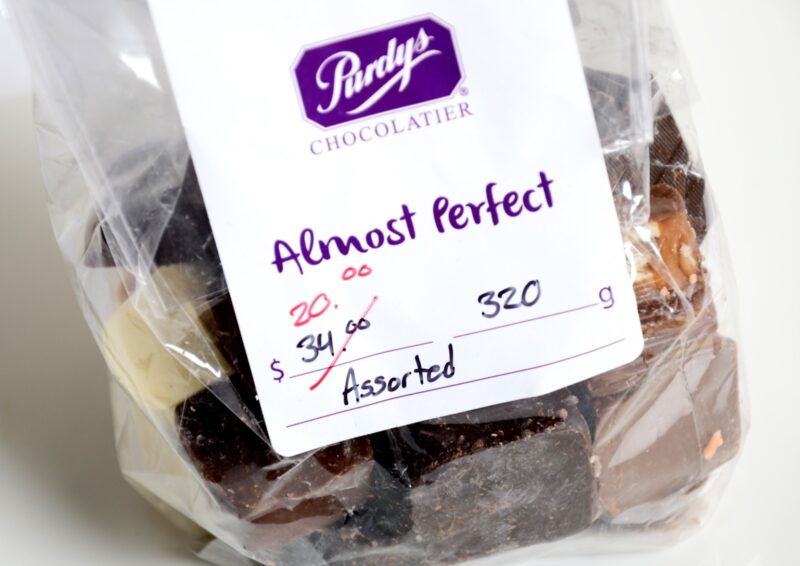 Purdys®
CHOCOLATIER
Almost Perfect
20.00
$ 34.00 320 g
Assorted